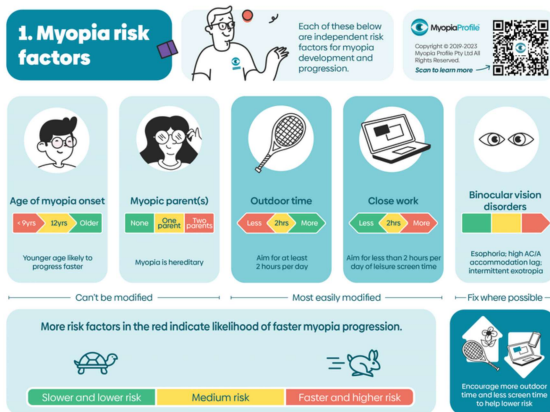 1. Myopia risk
factors
Each of these below
are independent risk
factors for myopia
development and
progression.
MyopiaProfile
Copyright © 2019-2023
Myopia Profile Pty Ltd All
Rights Reserved.
Scan to learn more
Age of myopia onset
< 9yrs 12yrs Older
Younger age likely to
progress faster
Myopic parent(s)
None One parent Two parents
Myopia is hereditary
Outdoor time
Less 2hrs More
Aim for at least
2 hours per day
Close work
Less 2hrs More
Aim for less than 2 hours per
day of leisure screen time
Binocular vision
disorders
Esophoria; high AC/A
accommodation lag;
intermittent exotropia
Can't be modified
Most easily modified
Fix where possible
More risk factors in the red indicate likelihood of faster myopia progression.
Slower and lower risk
Medium risk
Faster and higher risk
Encourage more outdoor
time and less screen time
to help lower risk